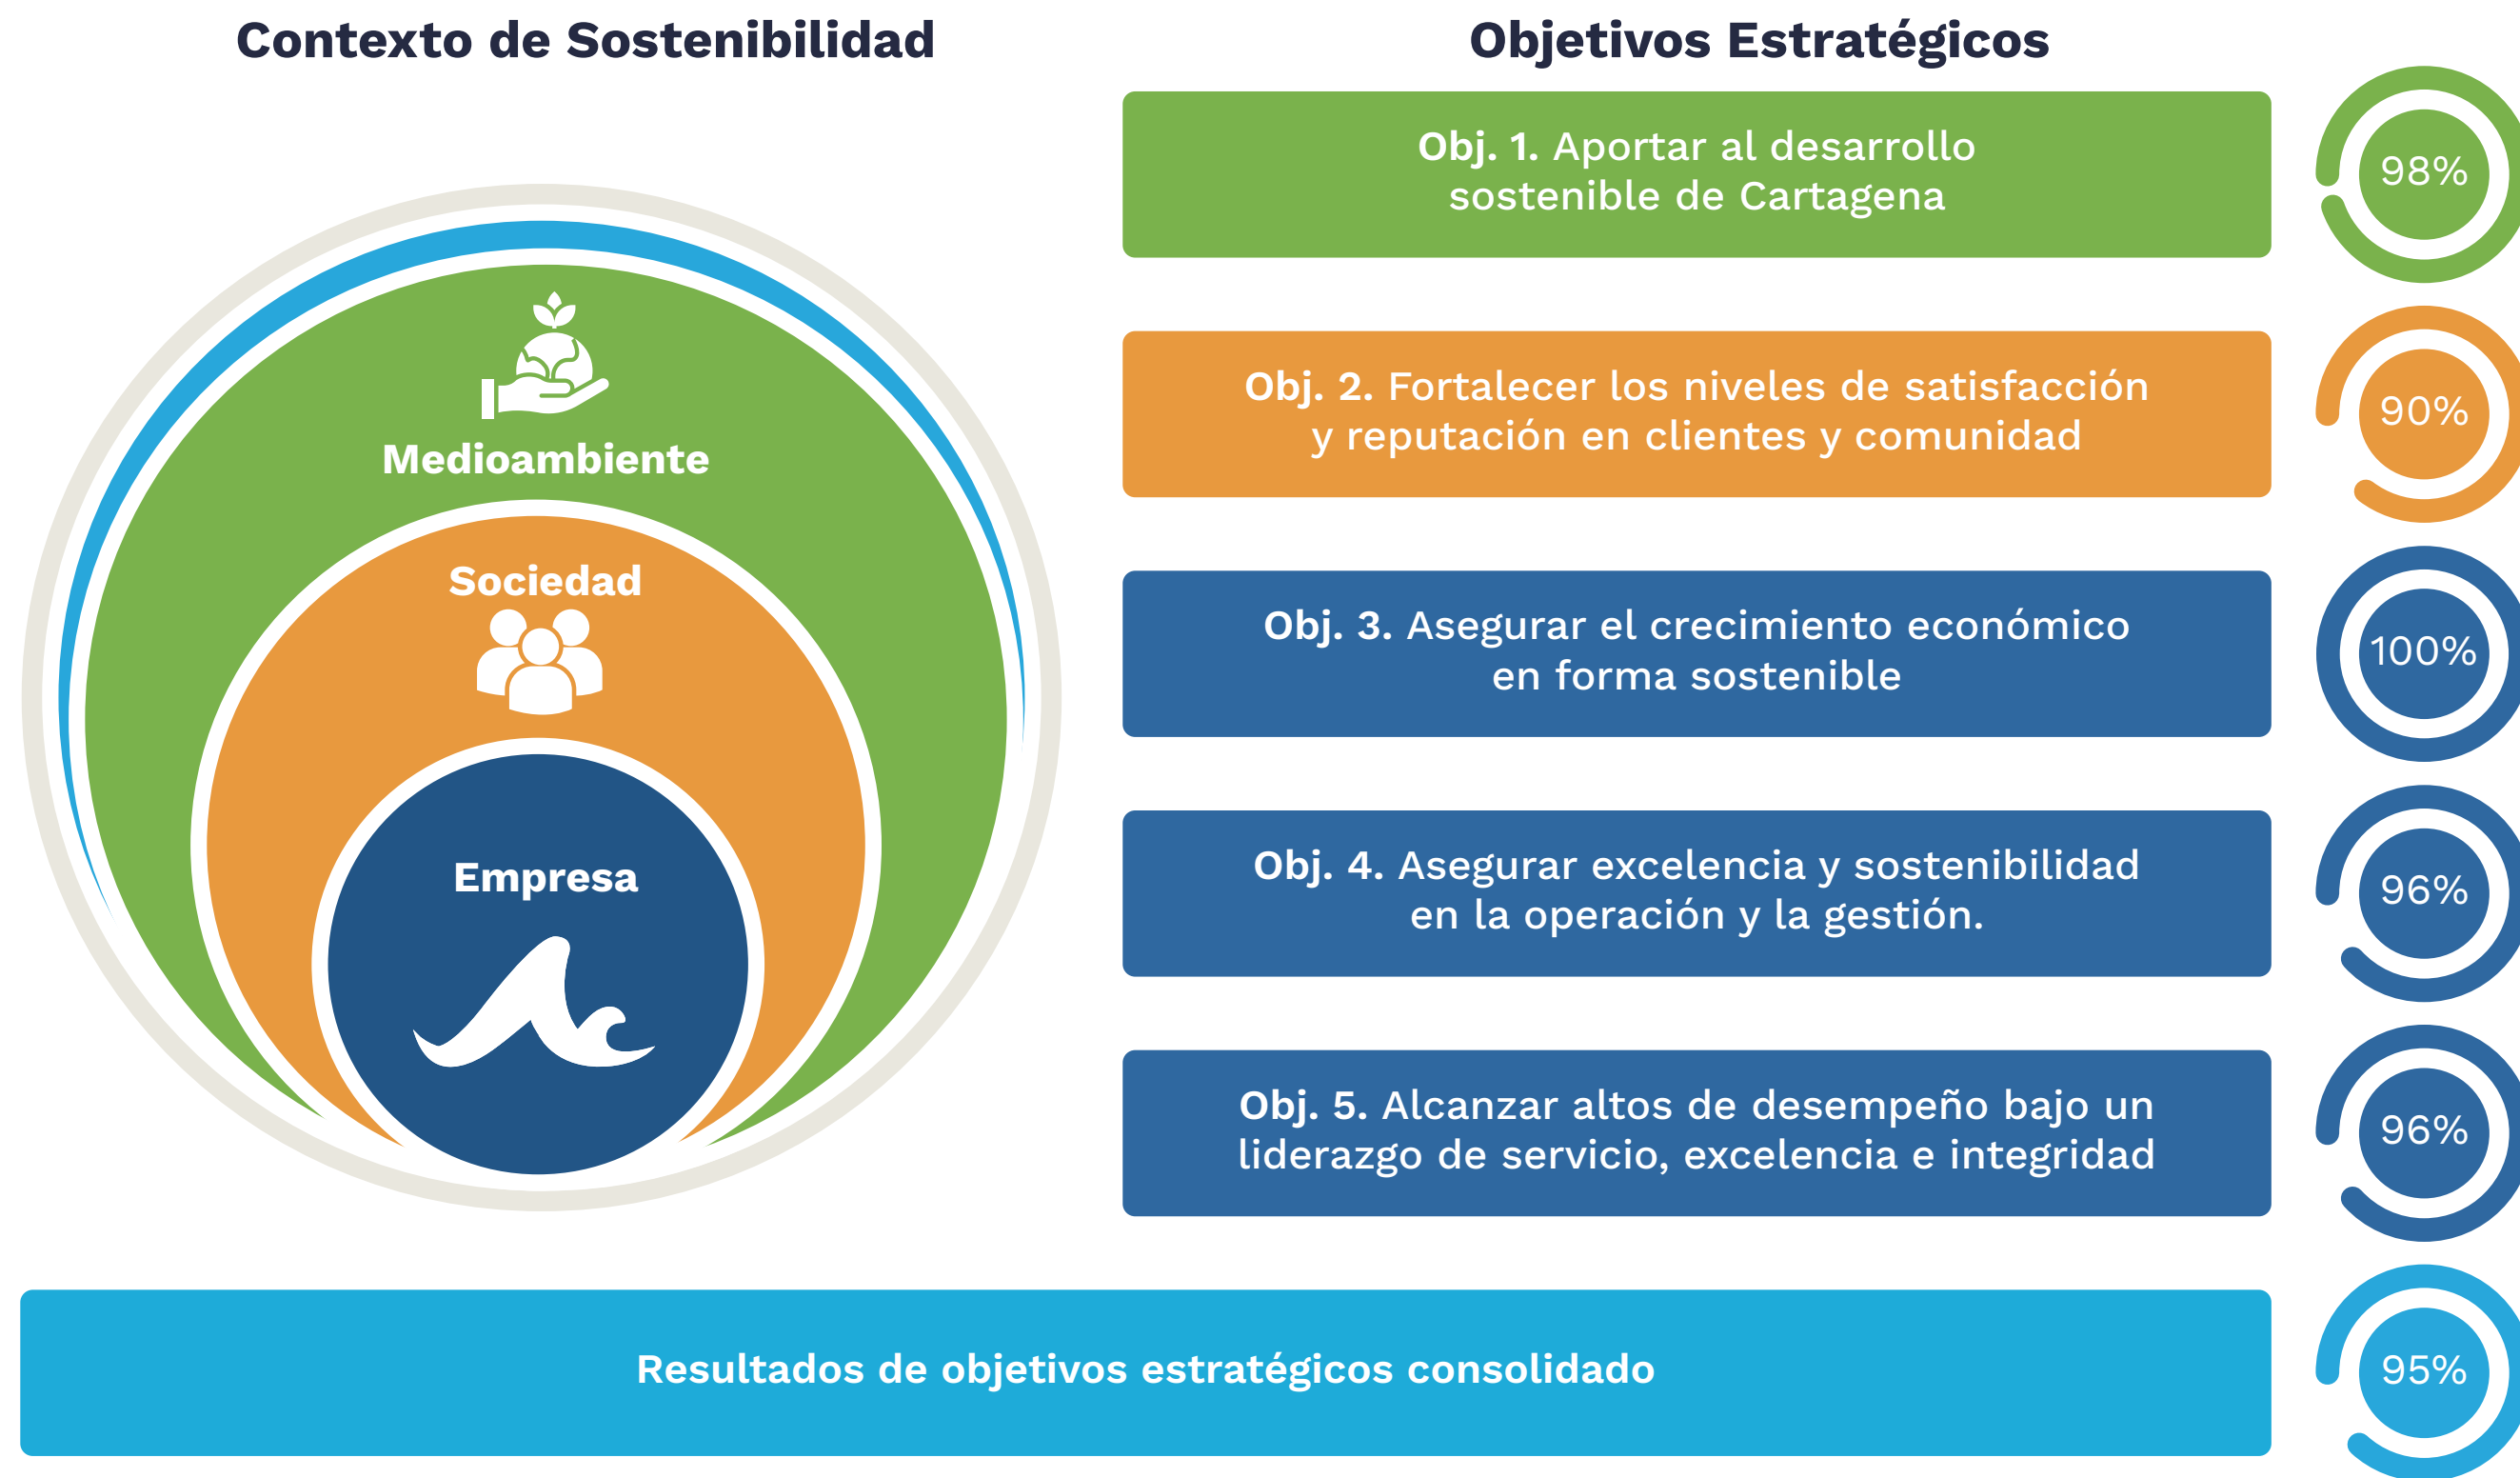 Contexto de Sostenibilidad
Medioambiente
Sociedad
Empresa
Objetivos Estratégicos
Obj. 1. Aportar al desarrollo
sostenible de Cartagena
98%
Obj. 2. Fortalecer los niveles de satisfacción
y reputación en clientes y comunidad
90%
Obj. 3. Asegurar el crecimiento económico
en forma sostenible
100%
Obj. 4. Asegurar excelencia y sostenibilidad
en la operación y la gestión.
96%
Obj. 5. Alcanzar altos de desempeño bajo un
liderazgo de servicio, excelencia e integridad
96%
Resultados de objetivos estratégicos consolidado
95%